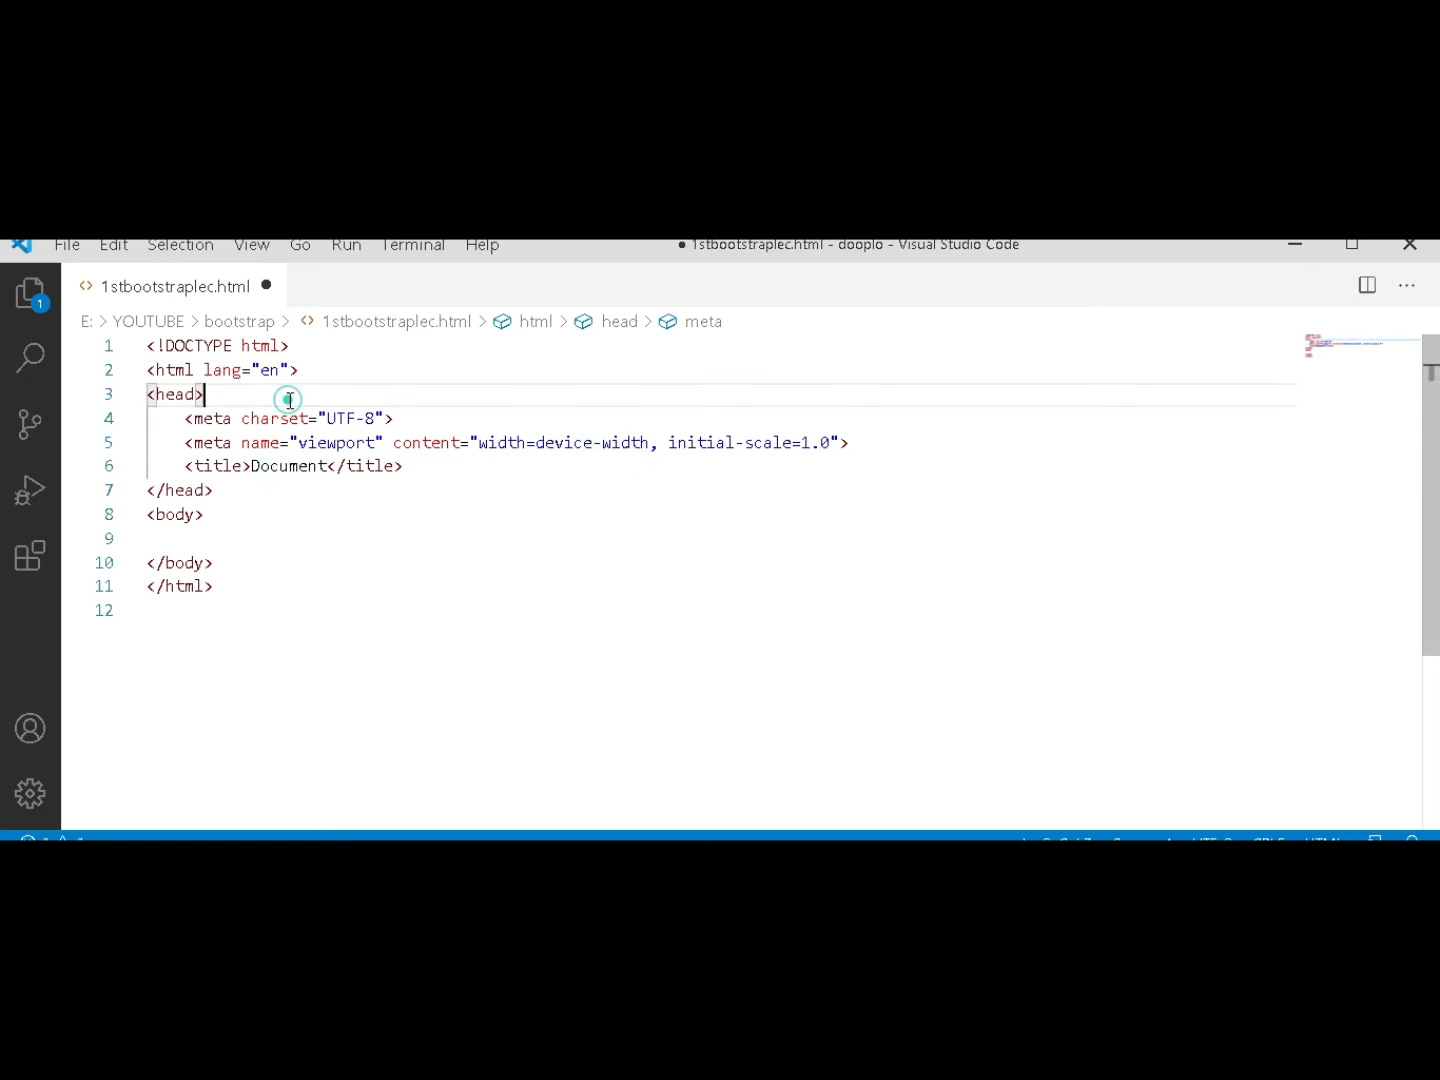 File Edit Selection View Go Run Terminal Help ● 1stbootstraplec.html - dooplo - Visual Studio Code
1
1stbootstraplec.html ●
E: > YOUTUBE > bootstrap > 1stbootstraplec.html > html > head > meta
1 <!DOCTYPE html>
2 <html lang="en">
3 <head>
4 <meta charset="UTF-8">
5 <meta name="viewport" content="width=device-width, initial-scale=1.0">
6 <title>Document</title>
7 </head>
8 <body>
9
10 </body>
11 </html>
12